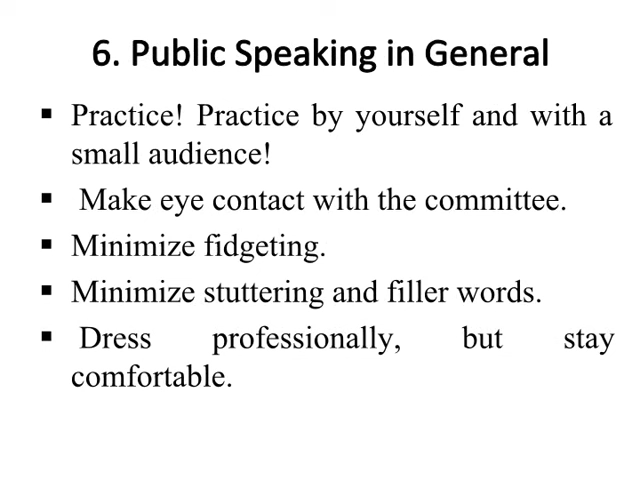 6. Public Speaking in General
▪ Practice! Practice by yourself and with a
small audience!
▪ Make eye contact with the committee.
▪ Minimize fidgeting.
▪ Minimize stuttering and filler words.
▪ Dress professionally, but stay
comfortable.